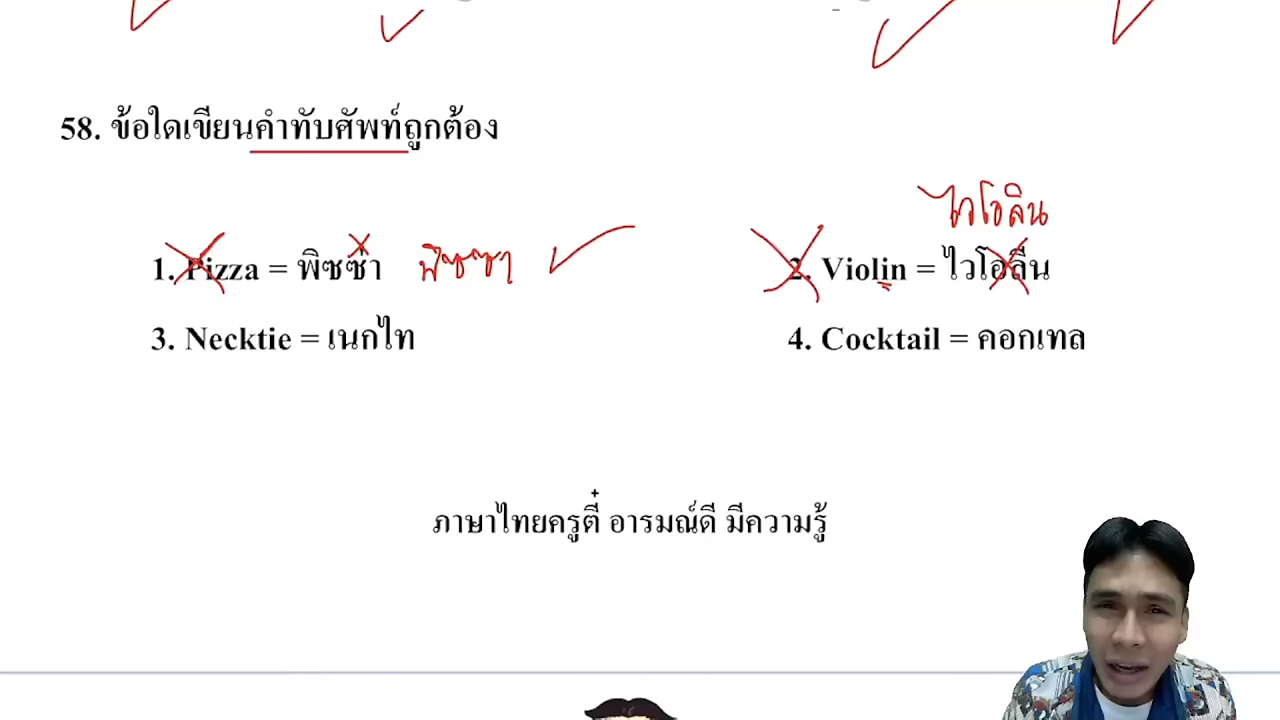 58. ข้อใดเขียนคำทับศัพท์ถูกต้อง
ไวโอลิน
1. Pizza = พิซซ่า พิซซา
2. Violin = ไวโอลีน
3. Necktie = เนกไท
4. Cocktail = คอกเทล
ภาษาไทยครูตี๋ อารมณ์ดี มีความรู้